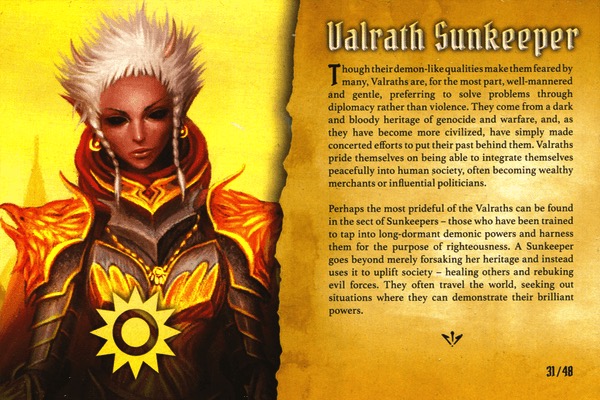 Valrath Sunkeeper
Though their demon-like qualities make them feared by
many, Valraths are, for the most part, well-mannered
and gentle, preferring to solve problems through
diplomacy rather than violence. They come from a dark
and bloody heritage of genocide and warfare, and, as
they have become more civilized, have simply made
concerted efforts to put their past behind them. Valraths
pride themselves on being able to integrate themselves
peacefully into human society, often becoming wealthy
merchants or influential politicians.
Perhaps the most prideful of the Valraths can be found
in the sect of Sunkeepers – those who have been trained
to tap into long-dormant demonic powers and harness
them for the purpose of righteousness. A Sunkeeper
goes beyond merely forsaking her heritage and instead
uses it to uplift society – healing others and rebuking
evil forces. They often travel the world, seeking out
situations where they can demonstrate their brilliant
powers.
31/48